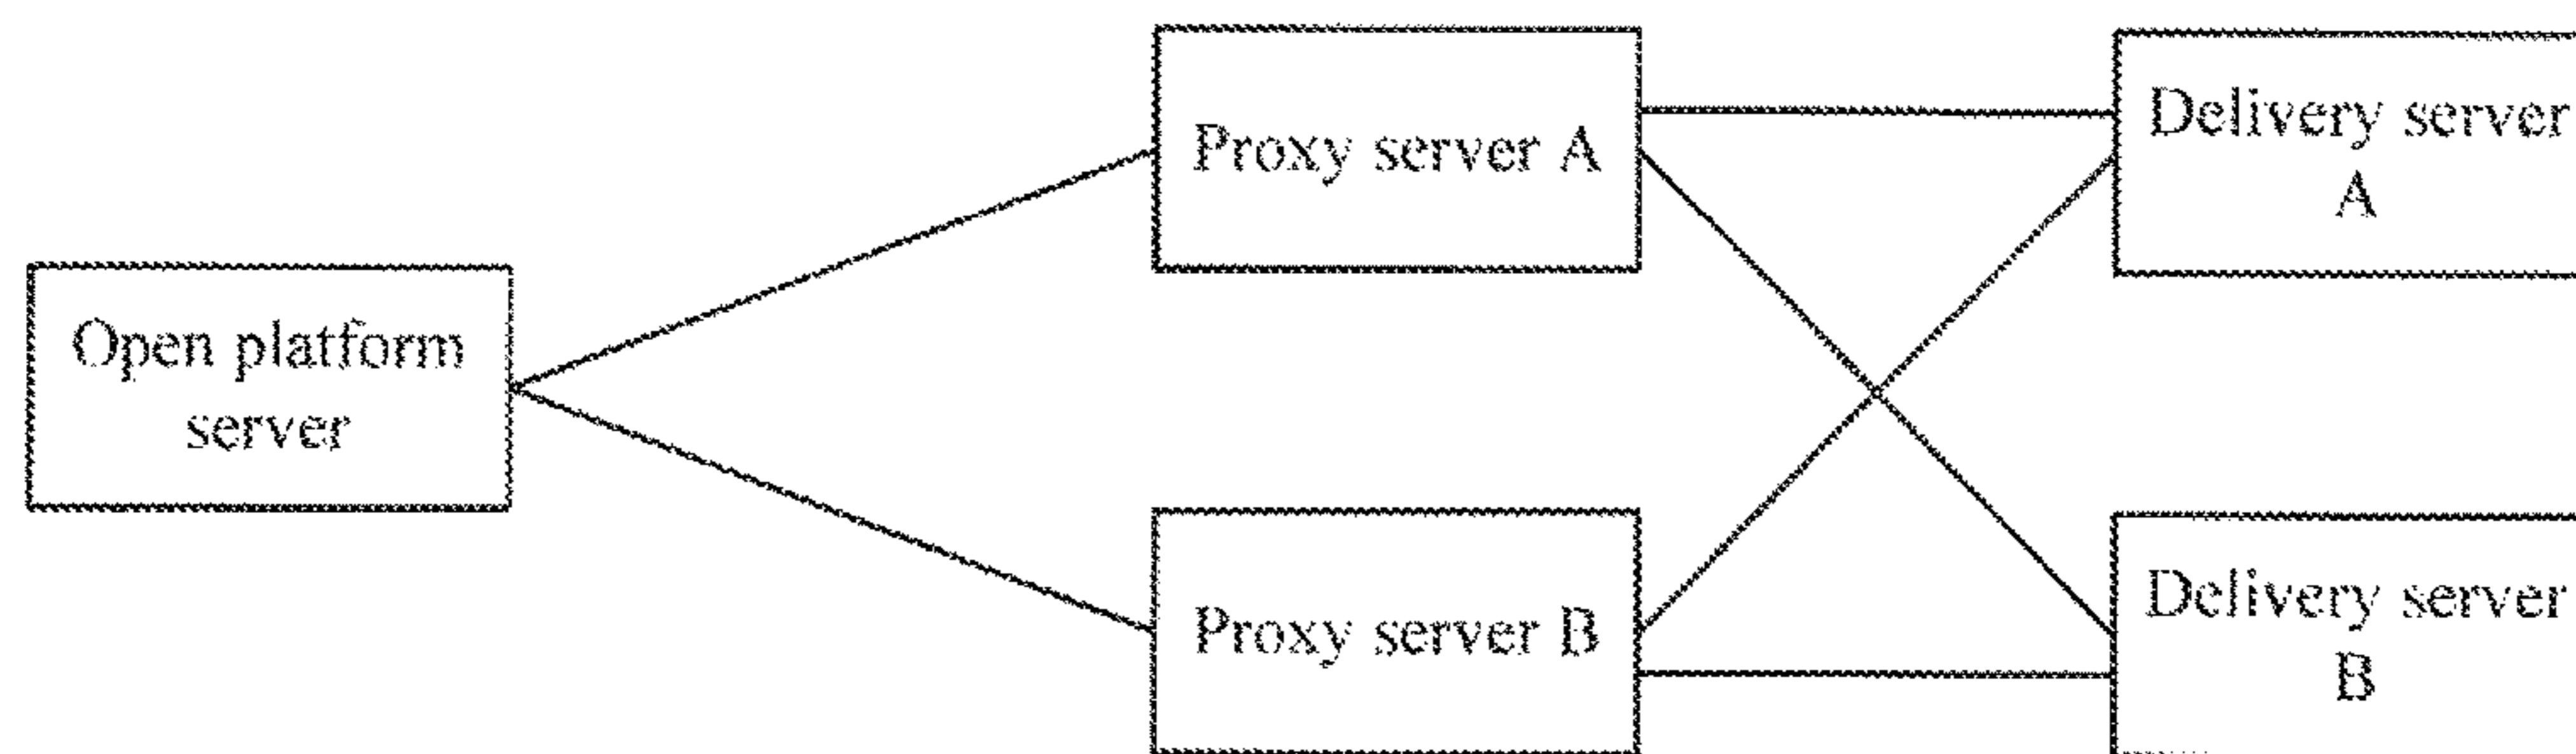 Proxy server A
Delivery server
A
Open platform
server
Proxy server B
Delivery server
B